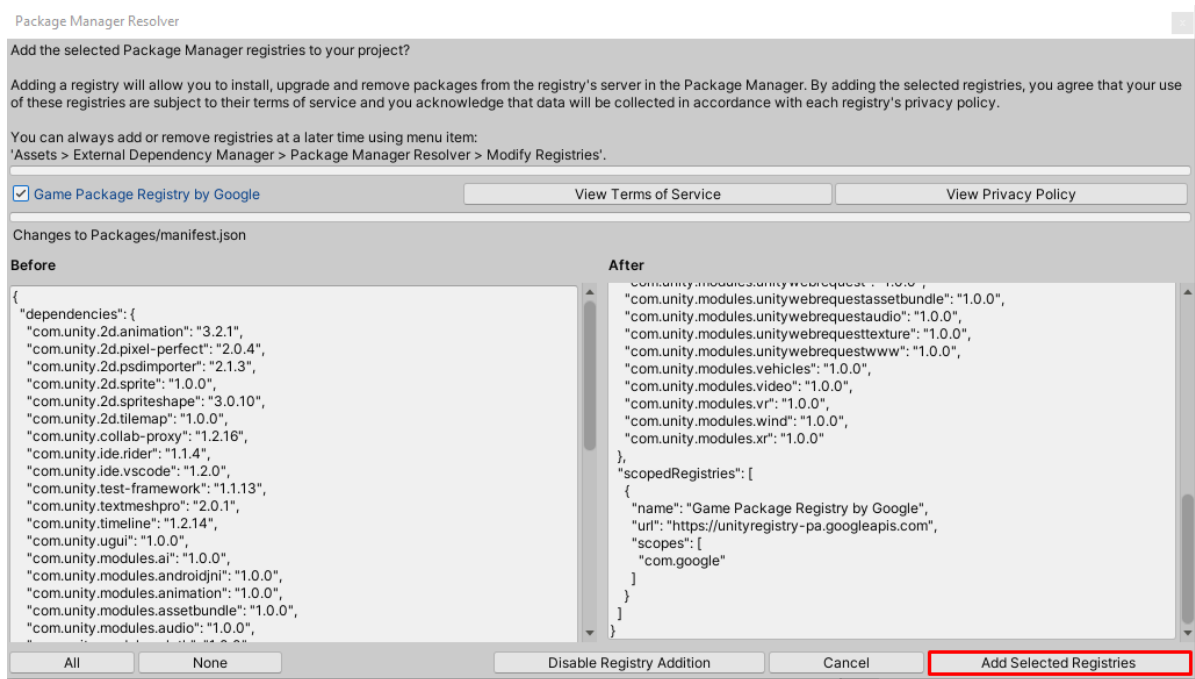 Package Manager Resolver
Add the selected Package Manager registries to your project?
Adding a registry will allow you to install, upgrade and remove packages from the registry's server in the Package Manager. By adding the selected registries, you agree that your use
of these registries are subject to their terms of service and you acknowledge that data will be collected in accordance with each registry's privacy policy.
You can always add or remove registries at a later time using menu item:
'Assets > External Dependency Manager > Package Manager Resolver > Modify Registries'.
Game Package Registry by Google
View Terms of Service
View Privacy Policy
Changes to Packages/manifest.json
Before
{
"dependencies": {
"com.unity.2d.animation": "3.2.1",
"com.unity.2d.pixel-perfect": "2.0.4",
"com.unity.2d.psdimporter": "2.1.3",
"com.unity.2d.sprite": "1.0.0",
"com.unity.2d.spriteshape": "3.0.10",
"com.unity.2d.tilemap": "1.0.0",
"com.unity.collab-proxy": "1.2.16",
"com.unity.ide.rider": "1.1.4",
"com.unity.ide.vscode": "1.2.0",
"com.unity.test-framework": "1.1.13",
"com.unity.textmeshpro": "2.0.1",
"com.unity.timeline": "1.2.14",
"com.unity.ugui": "1.0.0",
"com.unity.modules.ai": "1.0.0",
"com.unity.modules.androidjni": "1.0.0",
"com.unity.modules.animation": "1.0.0",
"com.unity.modules.assetbundle": "1.0.0",
"com.unity.modules.audio": "1.0.0",
After
"com.unity.modules.unitywebrequest": "1.0.0",
"com.unity.modules.unitywebrequestassetbundle": "1.0.0",
"com.unity.modules.unitywebrequestaudio": "1.0.0",
"com.unity.modules.unitywebrequesttexture": "1.0.0",
"com.unity.modules.unitywebrequestwww": "1.0.0",
"com.unity.modules.vehicles": "1.0.0",
"com.unity.modules.video": "1.0.0",
"com.unity.modules.vr": "1.0.0",
"com.unity.modules.wind": "1.0.0",
"com.unity.modules.xr": "1.0.0"
},
"scopedRegistries": [
{
"name": "Game Package Registry by Google",
"url": "https://unityregistry-pa.googleapis.com",
"scopes": [
"com.google"
]
}
]
}
All
None
Disable Registry Addition
Cancel
Add Selected Registries